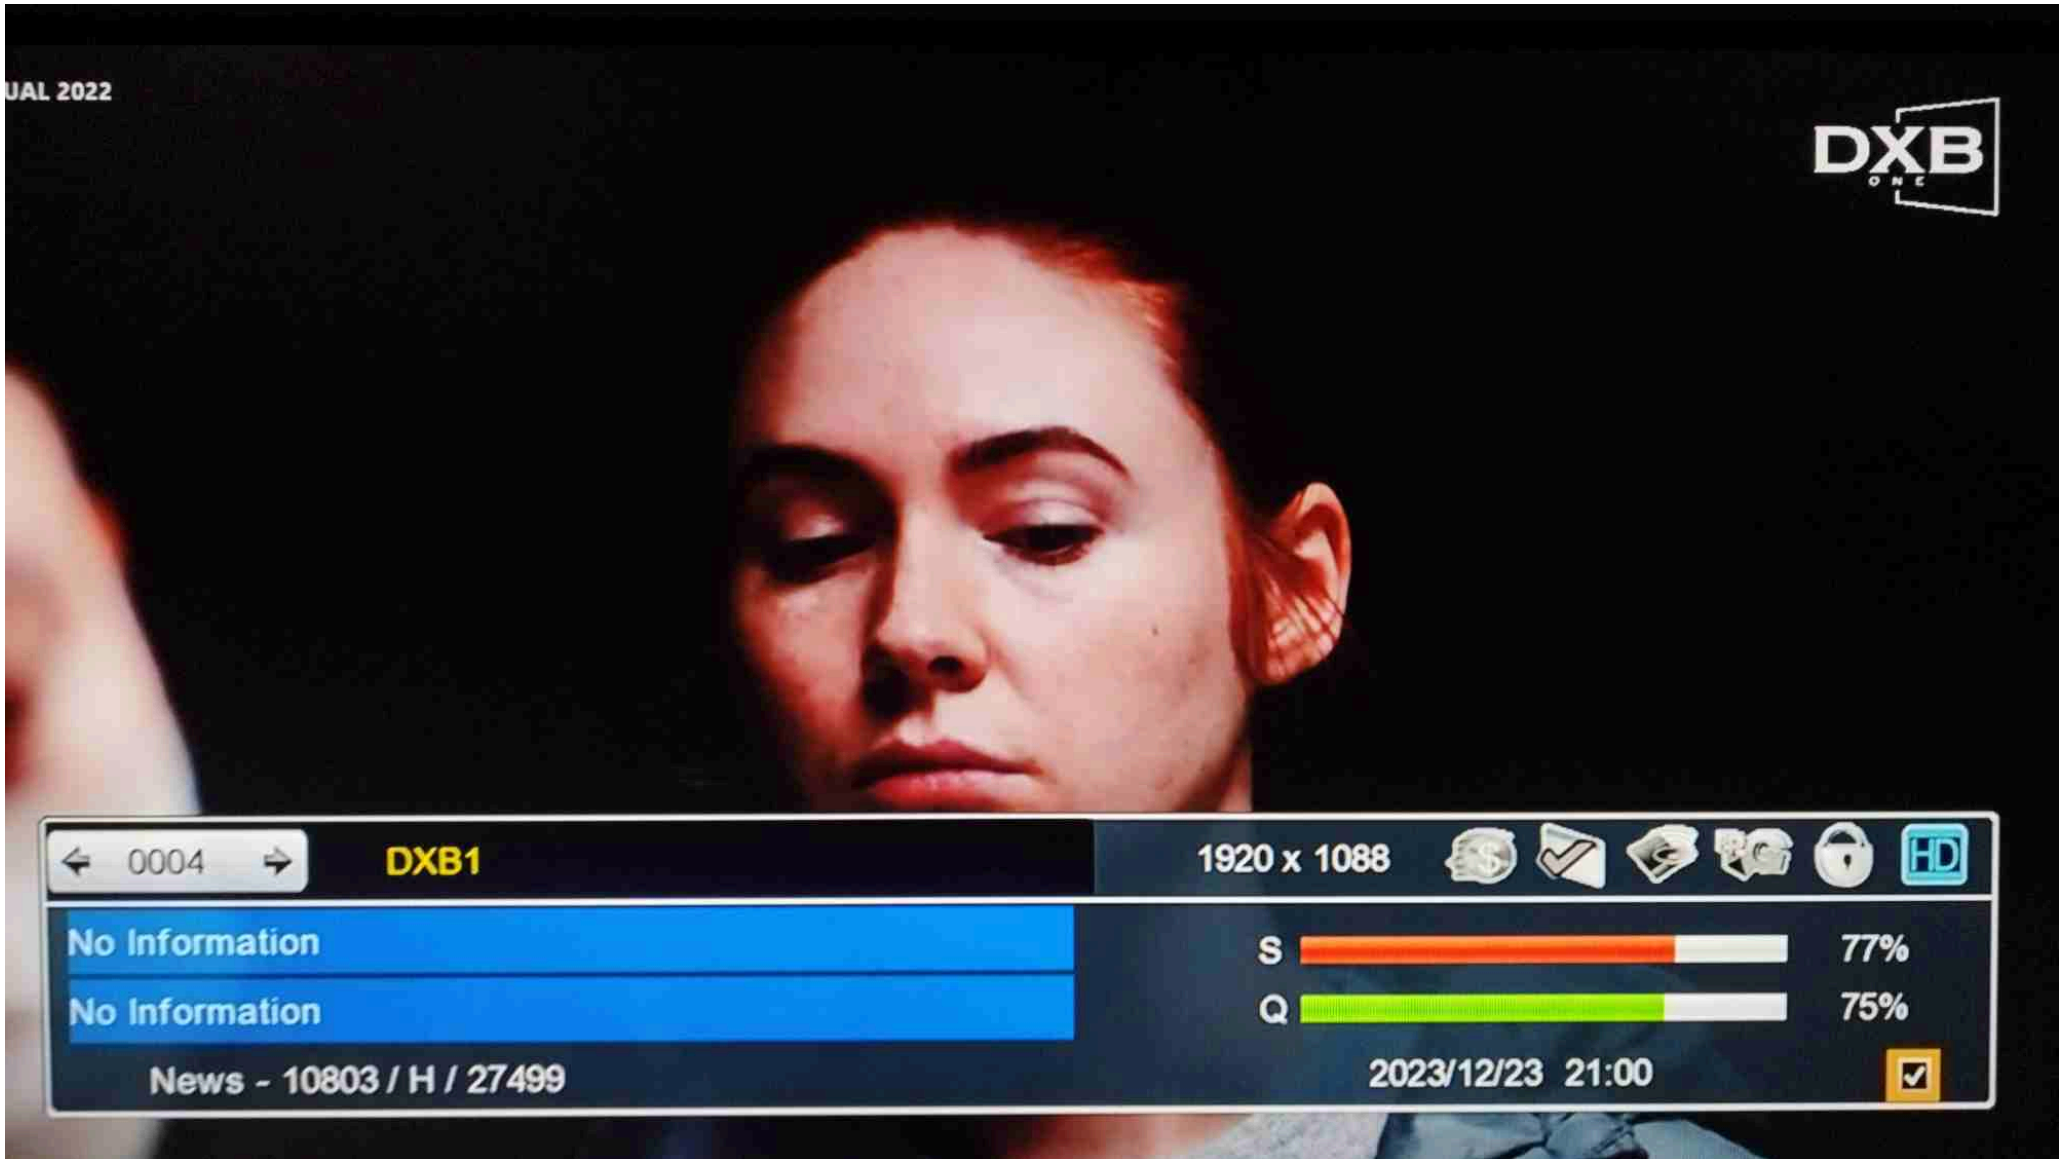 UAL 2022
DXB
ONE
0004
DXB1
1920 x 1088
HD
No Information
S 77%
No Information
Q 75%
News - 10803 / H / 27499
2023/12/23 21:00